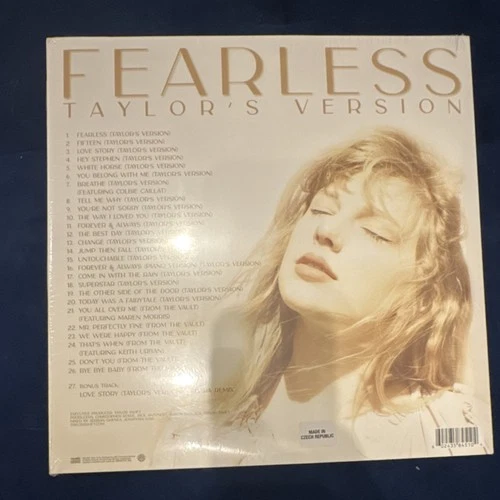 FEARLESS
TAYLOR'S VERSION
1. FEARLESS (TAYLOR'S VERSION)
2. FIFTEEN (TAYLOR'S VERSION)
3. LOVE STORY (TAYLOR'S VERSION)
4. HEY STEPHEN (TAYLOR'S VERSION)
5. WHITE HORSE (TAYLOR'S VERSION)
6. YOU BELONG WITH ME (TAYLOR'S VERSION)
7. BREATHE (TAYLOR'S VERSION)
(FEATURING COLBIE CAILLAT)
8. TELL ME WHY (TAYLOR'S VERSION)
9. YOU'RE NOT SORRY (TAYLOR'S VERSION)
10. THE WAY I LOVED YOU (TAYLOR'S VERSION)
11. FOREVER & ALWAYS (TAYLOR'S VERSION)
12. THE BEST DAY (TAYLOR'S VERSION)
13. CHANGE (TAYLOR'S VERSION)
14. JUMP THEN FALL (TAYLOR'S VERSION)
15. UNTOUCHABLE (TAYLOR'S VERSION)
16. FOREVER & ALWAYS (PIANO VERSION) (TAYLOR'S VERSION)
17. COME IN WITH THE RAIN (TAYLOR'S VERSION)
18. SUPERSTAR (TAYLOR'S VERSION)
19. THE OTHER SIDE OF THE DOOR (TAYLOR'S VERSION)
20. TODAY WAS A FAIRYTALE (TAYLOR'S VERSION)
21. YOU ALL OVER ME (FROM THE VAULT)
(FEATURING MAREN MORRIS)
22. MR. PERFECTLY FINE (FROM THE VAULT)
23. WE WERE HAPPY (FROM THE VAULT)
24. THAT'S WHEN (FROM THE VAULT)
(FEATURING KEITH URBAN)
25. DON'T YOU (FROM THE VAULT)
26. BYE BYE BABY (FROM THE VAULT)
27. BONUS TRACK:
LOVE STORY (TAYLOR'S VERSION) REMIX
MADE IN
CZECH REPUBLIC